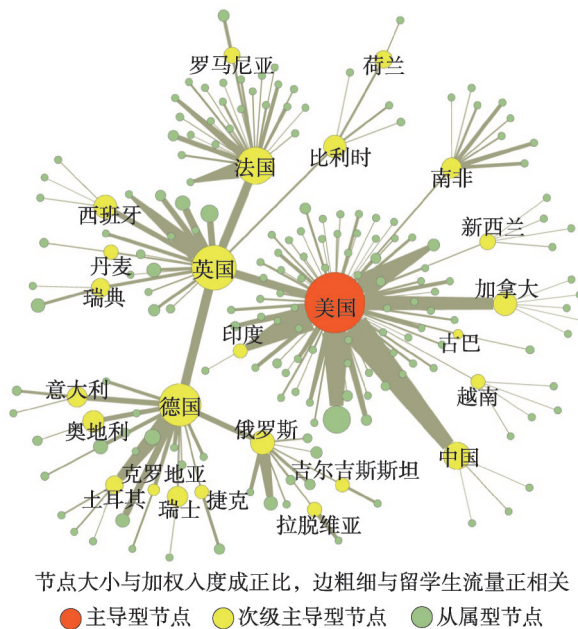 罗马尼亚
荷兰
法国
比利时
南非
西班牙
新西兰
丹麦
英国
瑞典
美国
加拿大
印度
古巴
意大利
德国
越南
奥地利
俄罗斯
中国
克罗地亚
吉尔吉斯斯坦
土耳其
瑞士
捷克
拉脱维亚
节点大小与加权入度成正比，边粗细与留学生流量正相关
主导型节点 次级主导型节点 从属型节点